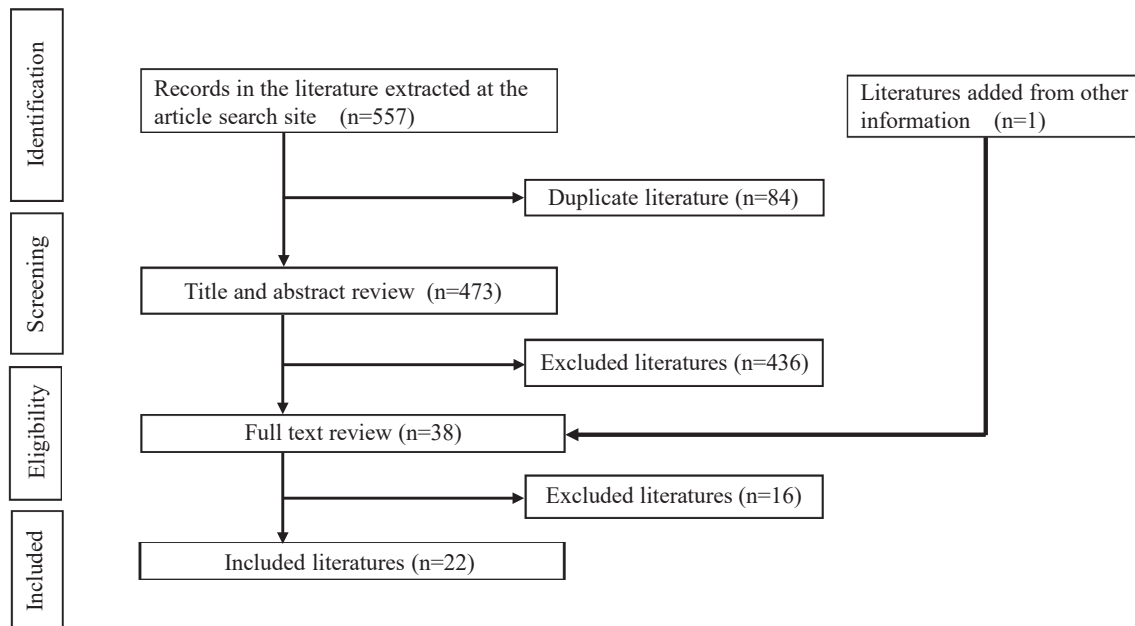 Identification
Records in the literature extracted at the
article search site (n=557)
Literatures added from other
information (n=1)
Duplicate literature (n=84)
Screening
Title and abstract review (n=473)
Excluded literatures (n=436)
Eligibility
Full text review (n=38)
Excluded literatures (n=16)
Included
Included literatures (n=22)